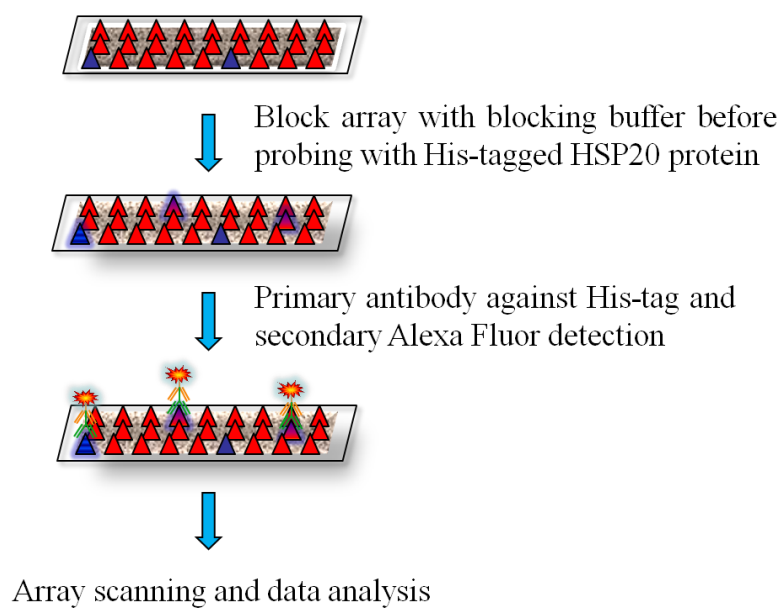 Block array with blocking buffer before
probing with His-tagged HSP20 protein
Primary antibody against His-tag and
secondary Alexa Fluor detection
Array scanning and data analysis